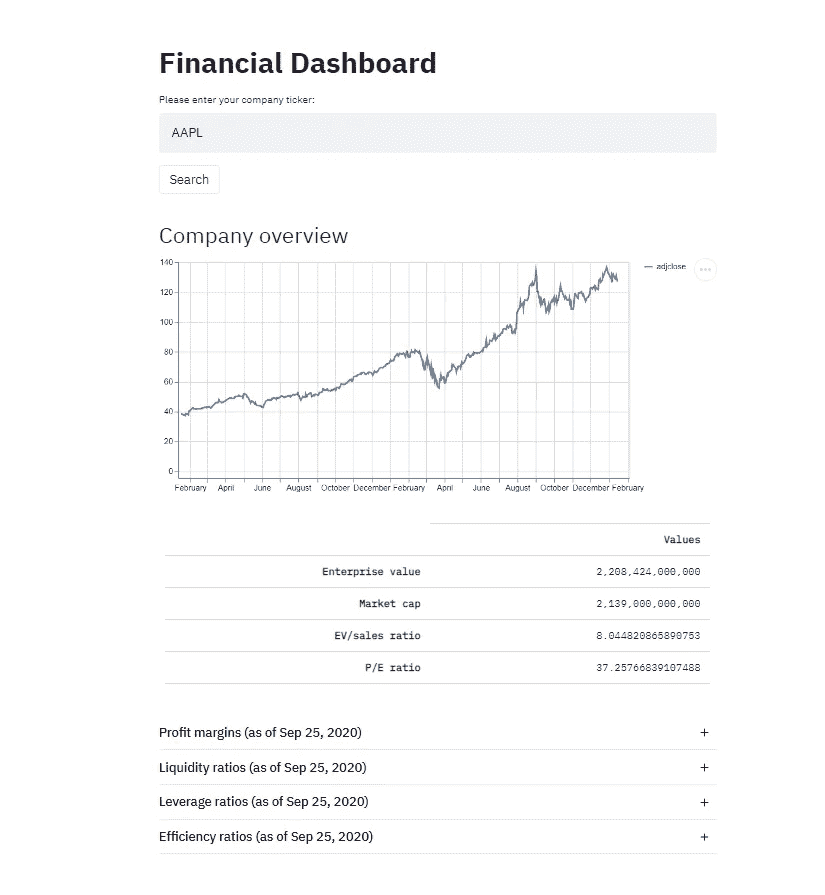 Financial Dashboard
Please enter your company ticker:
AAPL
Search
Company overview
140
adjclose
120
100
80
60
40
20
0
February April June August October December February April June August October December February
Values
Enterprise value 2,208,424,000,000
Market cap 2,139,000,000,000
EV/sales ratio 8.044820865890753
P/E ratio 37.25766839107488
Profit margins (as of Sep 25, 2020) +
Liquidity ratios (as of Sep 25, 2020) +
Leverage ratios (as of Sep 25, 2020) +
Efficiency ratios (as of Sep 25, 2020) +